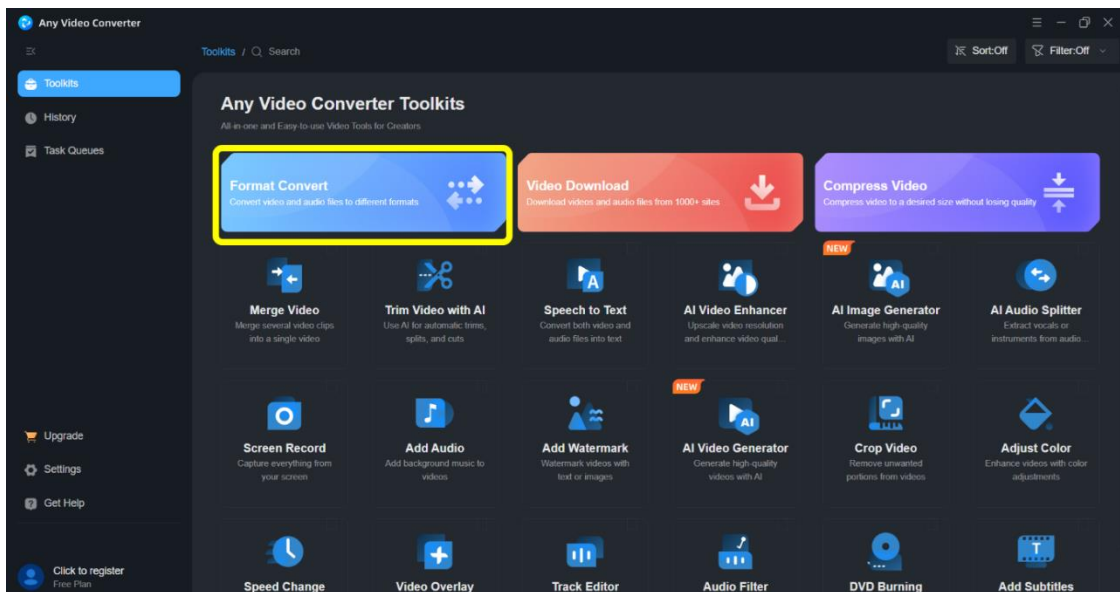 Any Video Converter
Toolkits / Search
Sort:Off
Filter:Off
Toolkits
History
Task Queues
Any Video Converter Toolkits
All-in-one and Easy-to-use Video Tools for Creators
Format Convert
Convert video and audio files to different formats
Video Download
Download videos and audio files from 1000+ sites
Compress Video
Compress video to a desired size without losing quality
Merge Video
Merge several video clips
into a single video
Trim Video with AI
Use AI for automatic trims,
splits, and cuts
Speech to Text
A
Convert both video and
audio files into text
AI Video Enhancer
Upscale video resolution
and enhance video qual...
NEW
AI
AI Image Generator
Generate high-quality
images with AI
AI Audio Splitter
Extract vocals or
instruments from audio...
Screen Record
Capture everything from
your screen
Add Audio
Add background music to
videos
Add Watermark
Watermark videos with
text or images
NEW
AI
AI Video Generator
Generate high-quality
videos with AI
Crop Video
Remove unwanted
portions from videos
Adjust Color
Enhance videos with color
adjustments
Speed Change
Video Overlay
Track Editor
Audio Filter
DVD Burning
T
Add Subtitles
Upgrade
Settings
? Get Help
Click to register
Free Plan